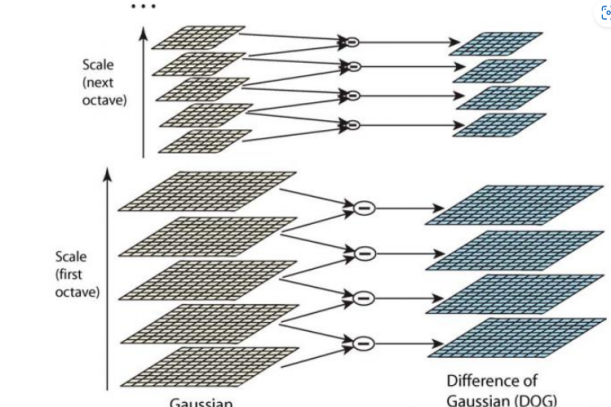 ...
Scale
(next
octave)
Scale
(first
octave)
Gaussian
Difference of
Gaussian (DOG)